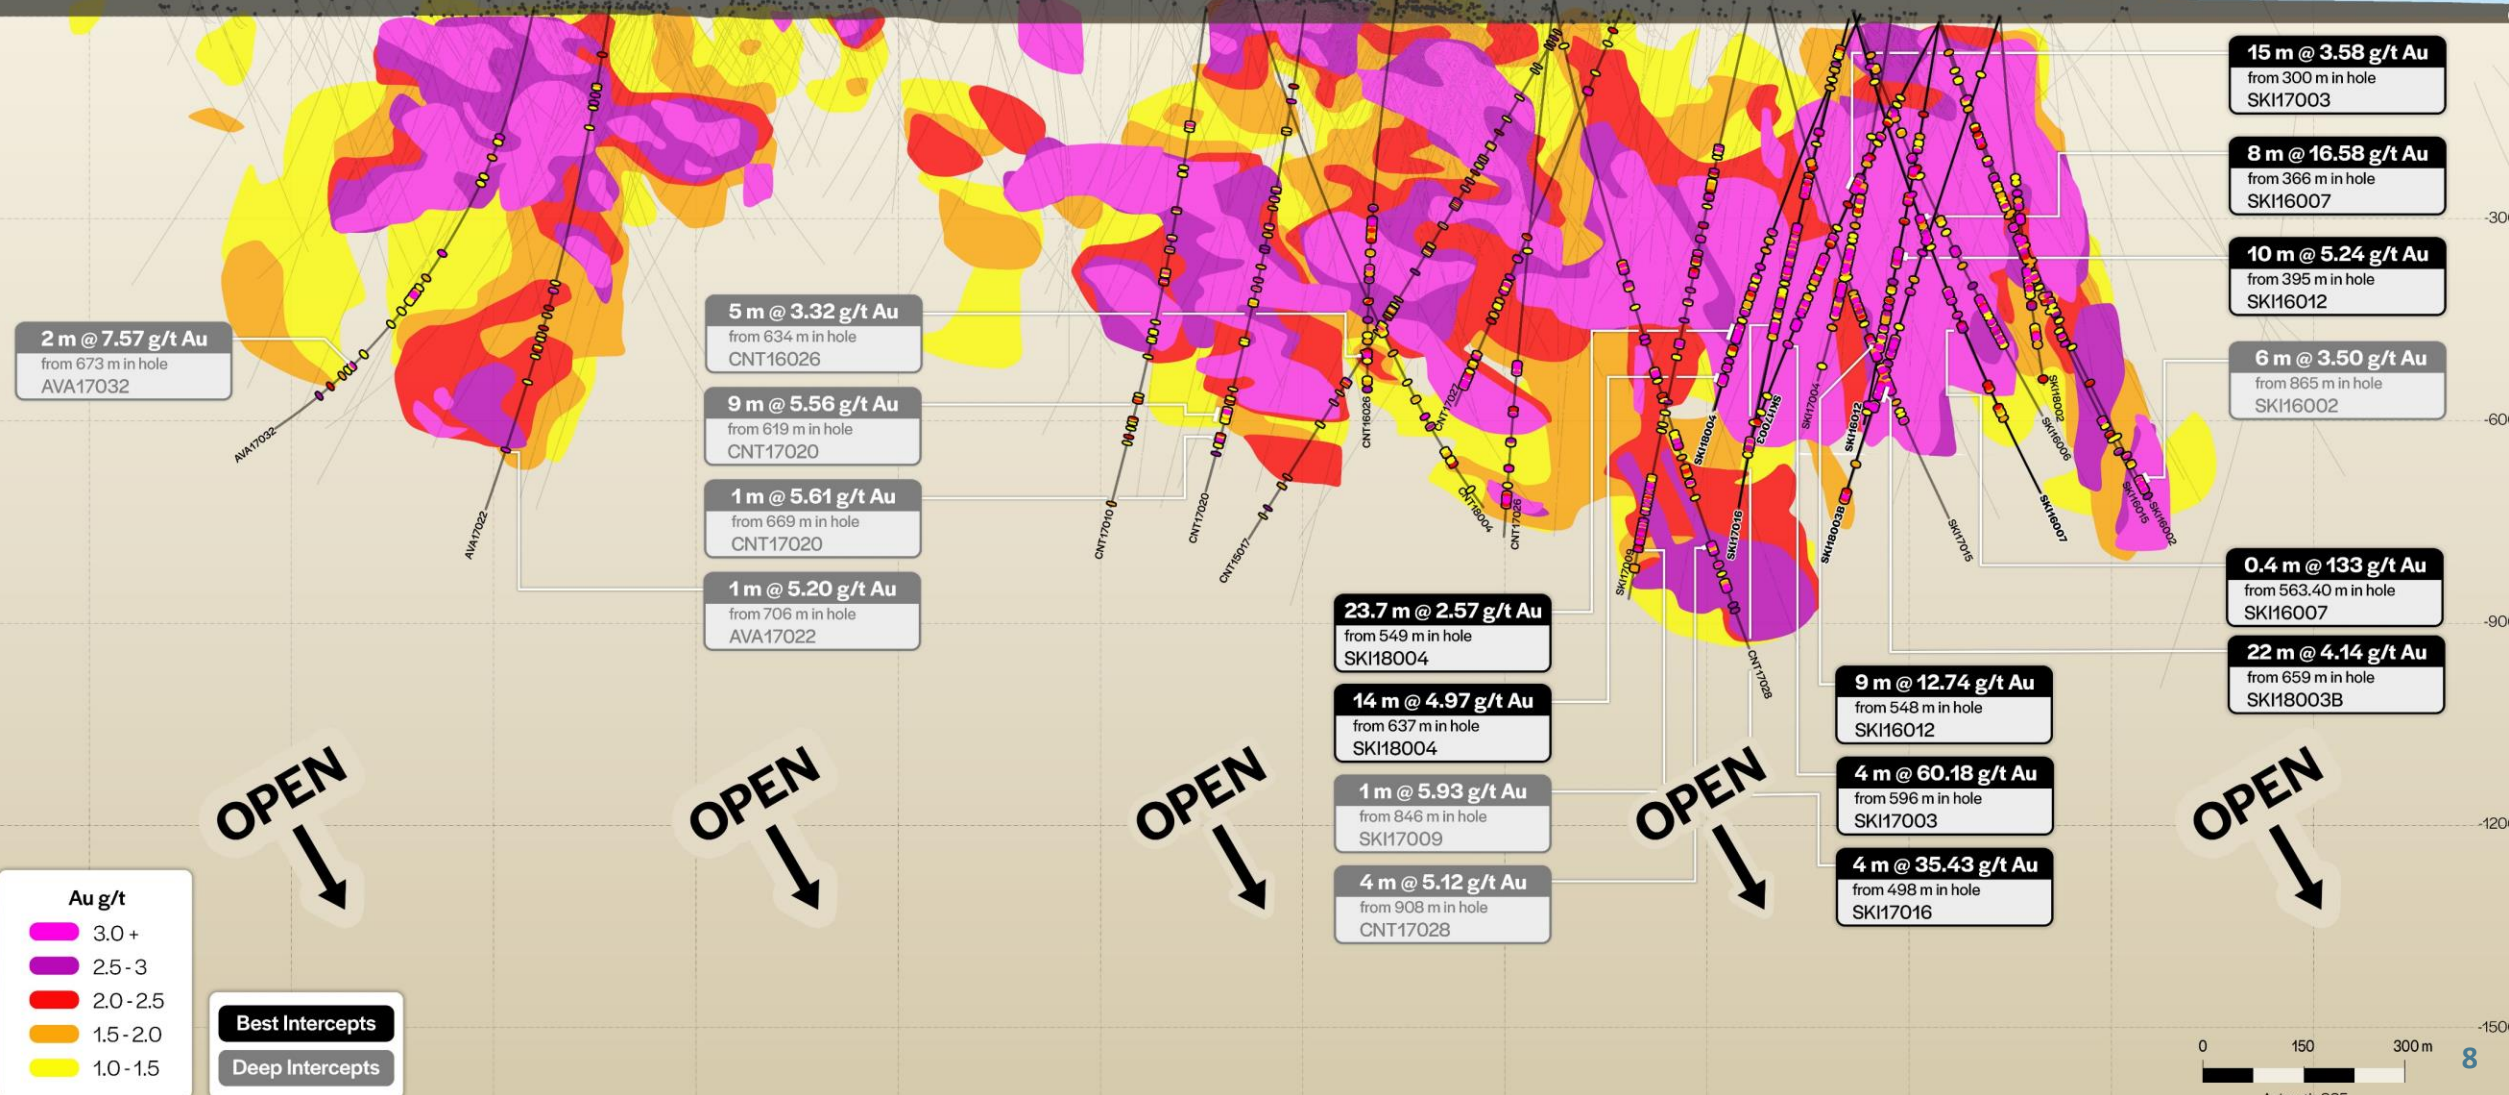 15 m @ 3.58 g/t Au
from 300 m in hole
SKI17003
8 m @ 16.58 g/t Au
from 366 m in hole
SKI16007
10 m @ 5.24 g/t Au
from 395 m in hole
SKI16012
6 m @ 3.50 g/t Au
from 865 m in hole
SKI16002
2 m @ 7.57 g/t Au
from 673 m in hole
AVA17032
5 m @ 3.32 g/t Au
from 634 m in hole
CNT16026
9 m @ 5.56 g/t Au
from 619 m in hole
CNT17020
1 m @ 5.61 g/t Au
from 669 m in hole
CNT17020
1 m @ 5.20 g/t Au
from 706 m in hole
AVA17022
AVA17032
AVA17022
CNT17010
CNT17020
CNT15017
CNT16026
CNT17027
CNT18004
CNT17026
SKI17009
SKI18004
SKI17003
SKI17004
SKI16012
SKI17016
SKI18003B
CNT17028
SKI17015
SKI16007
SKI16006
SKI18002
SKI16015
SKI16002
0.4 m @ 133 g/t Au
from 563.40 m in hole
SKI16007
22 m @ 4.14 g/t Au
from 659 m in hole
SKI18003B
23.7 m @ 2.57 g/t Au
from 549 m in hole
SKI18004
14 m @ 4.97 g/t Au
from 637 m in hole
SKI18004
1 m @ 5.93 g/t Au
from 846 m in hole
SKI17009
4 m @ 5.12 g/t Au
from 908 m in hole
CNT17028
9 m @ 12.74 g/t Au
from 548 m in hole
SKI16012
4 m @ 60.18 g/t Au
from 596 m in hole
SKI17003
4 m @ 35.43 g/t Au
from 498 m in hole
SKI17016
OPEN
OPEN
OPEN
OPEN
OPEN
-300
-600
-900
-1200
-1500
Au g/t
3.0 +
2.5 - 3
2.0 - 2.5
1.5 - 2.0
1.0 - 1.5
Best Intercepts
Deep Intercepts
0 150 300 m
8